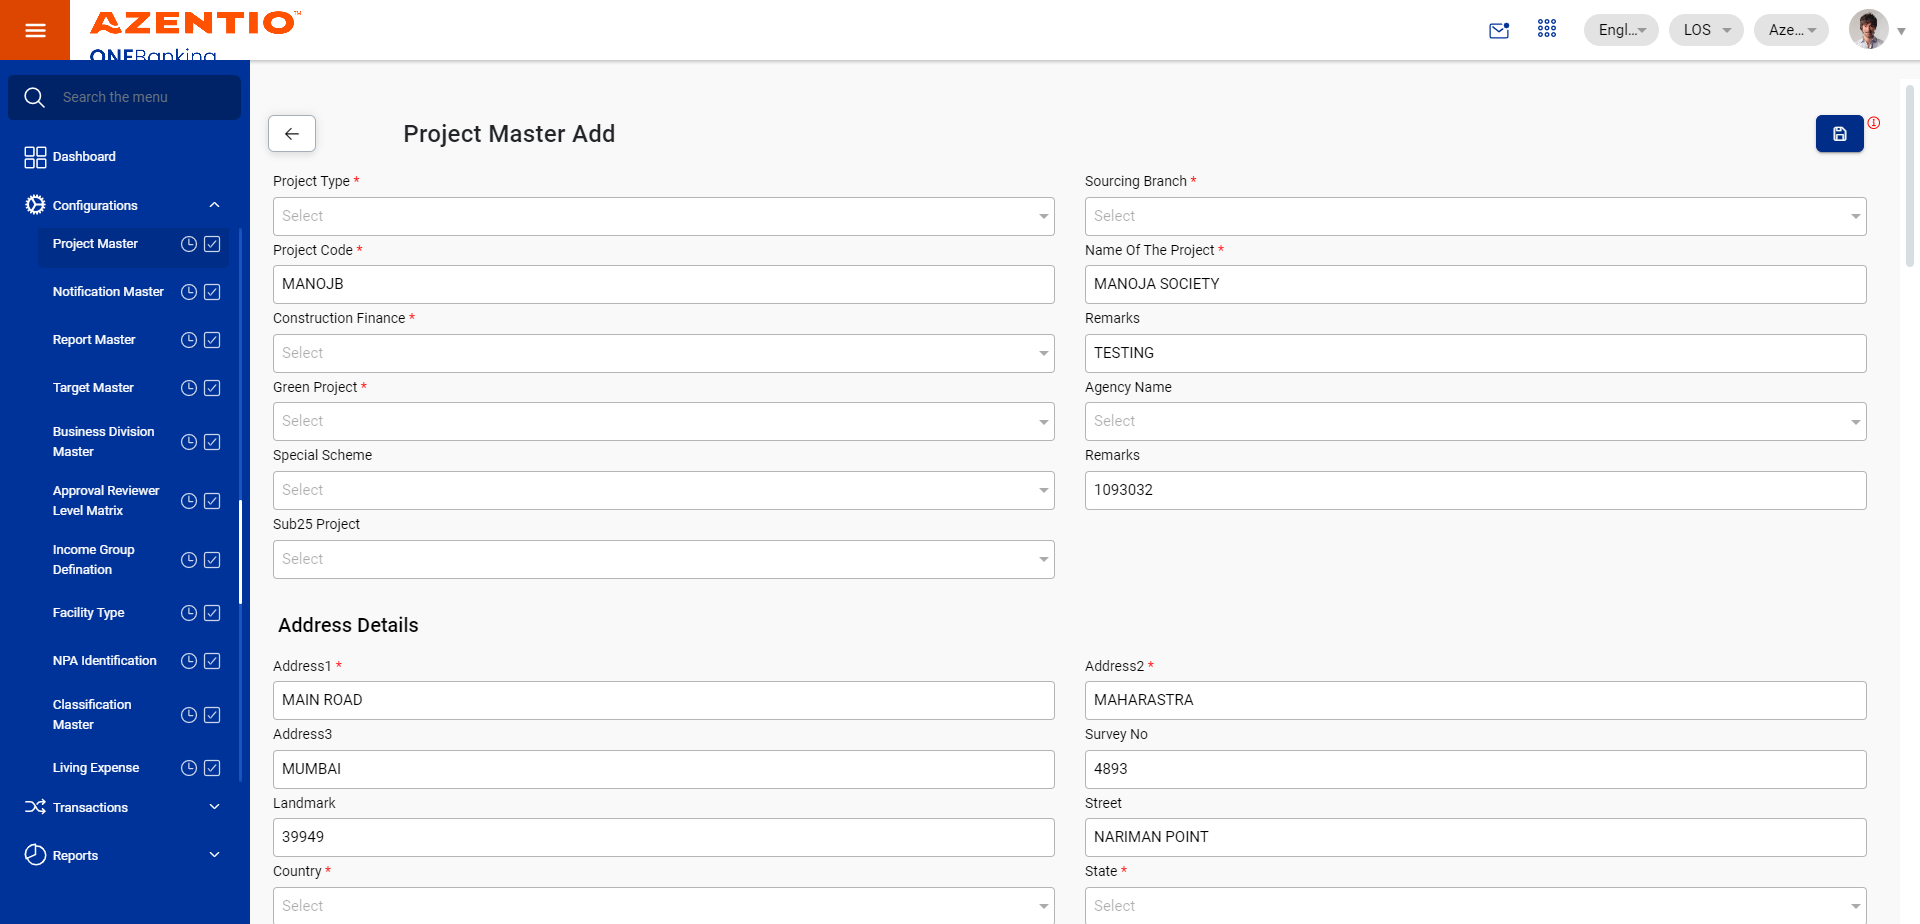 AZENTIO™
ONEBanking
Engl...
LOS
Aze...
Search the menu
Dashboard
Configurations
Project Master
Notification Master
Report Master
Target Master
Business Division
Master
Approval Reviewer
Level Matrix
Income Group
Defination
Facility Type
NPA Identification
Classification
Master
Living Expense
Transactions
Reports
Project Master Add
Project Type *
Sourcing Branch *
Select
Select
Project Code *
Name Of The Project *
MANOJB
MANOJA SOCIETY
Construction Finance *
Remarks
Select
TESTING
Green Project *
Agency Name
Select
Select
Special Scheme
Remarks
Select
1093032
Sub25 Project
Select
Address Details
Address1 *
Address2 *
MAIN ROAD
MAHARASTRA
Address3
Survey No
MUMBAI
4893
Landmark
Street
39949
NARIMAN POINT
Country *
State *
Select
Select